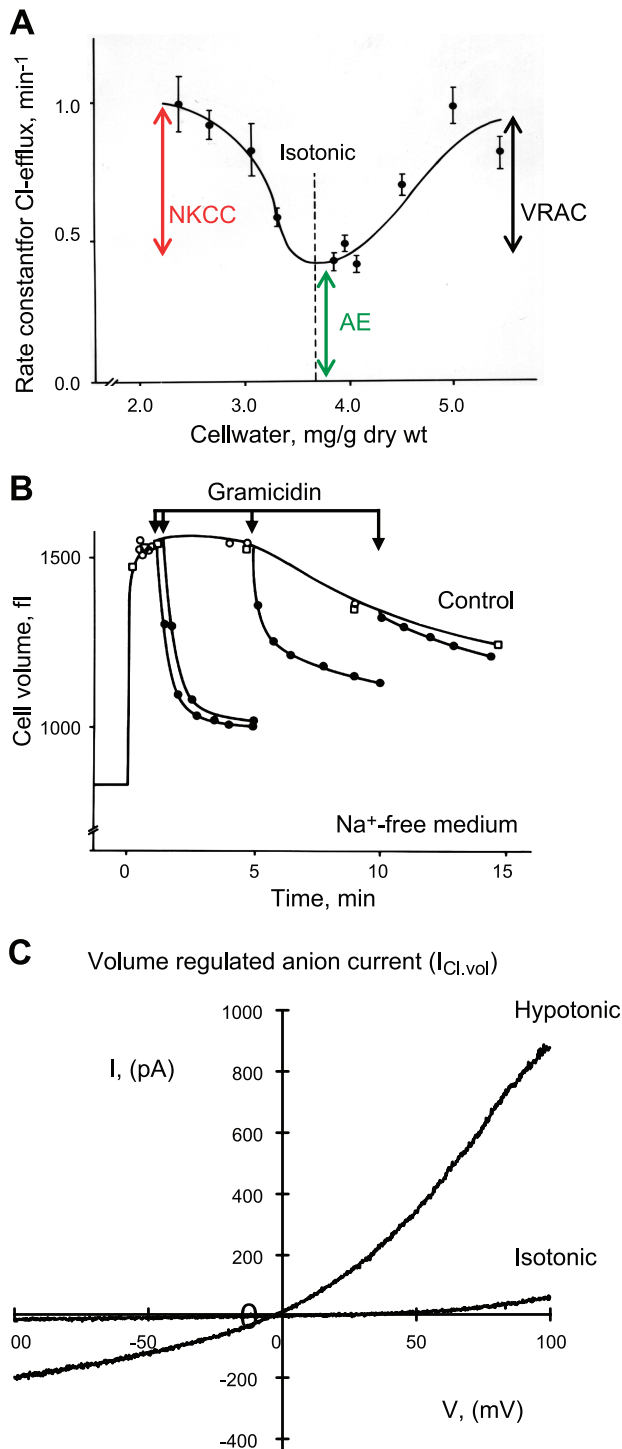 A
Rate constantfor Cl-efflux, min-1
1.0
0.5
0.0
Isotonic
NKCC
VRAC
AE
2.0
3.0
4.0
5.0
Cellwater, mg/g dry wt
B
Gramicidin
1500
1000
Cell volume, fl
Control
Na+-free medium
0
5
10
15
Time, min
C
Volume regulated anion current (ICl.vol)
1000
Hypotonic
I, (pA)
800
600
400
200
Isotonic
0
00
-50
0
50
100
-200
V, (mV)
-400